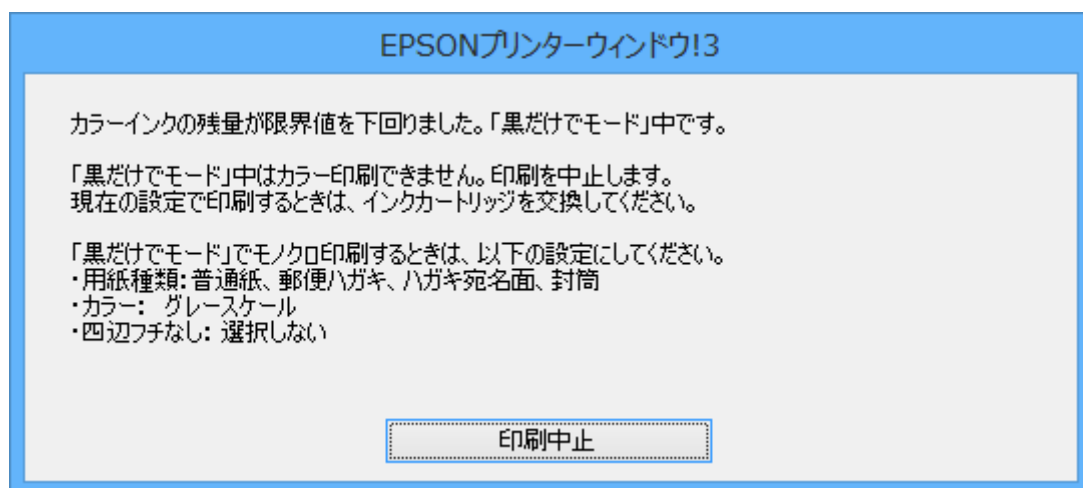 EPSONプリンターウィンドウ!3
カラーインクの残量が限界値を下回りました。「黒だけでモード」中です。
「黒だけでモード」中はカラー印刷できません。印刷を中止します。
現在の設定で印刷するときは、インクカートリッジを交換してください。
「黒だけでモード」でモノクロ印刷するときは、以下の設定にしてください。
・用紙種類: 普通紙、郵便ハガキ、ハガキ宛名面、封筒
・カラー: グレースケール
・四辺フチなし: 選択しない
印刷中止